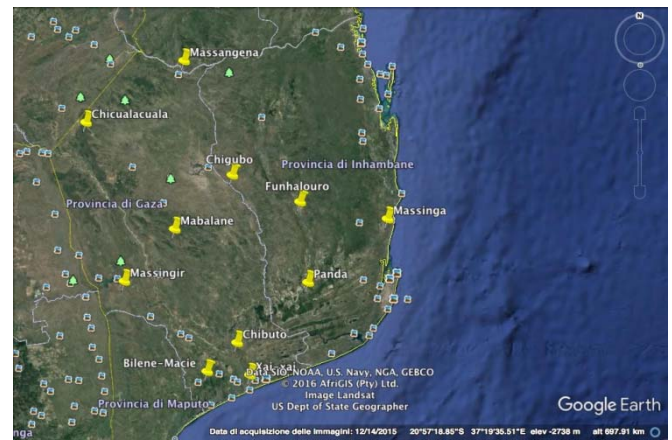 N
Massangena
Chicualacuala
Chigubo
Provincia di Inhambane
Funhalouro
Provincia di Gaza
Mabalane
Massinga
Massingir
Panda
Chibuto
Bilene-Macie
Xai-xai
Data SIO, NOAA, U.S. Navy, NGA, GEBCO
© 2016 AfriGIS (Pty) Ltd.
Image Landsat
US Dept of State Geographer
Provincia di Maputo
nga
Google Earth
Data di acquisizione delle immagini: 12/14/2015 20°57'18.85"S 37°19'35.51"E elev -2738 m alt 697.91 km